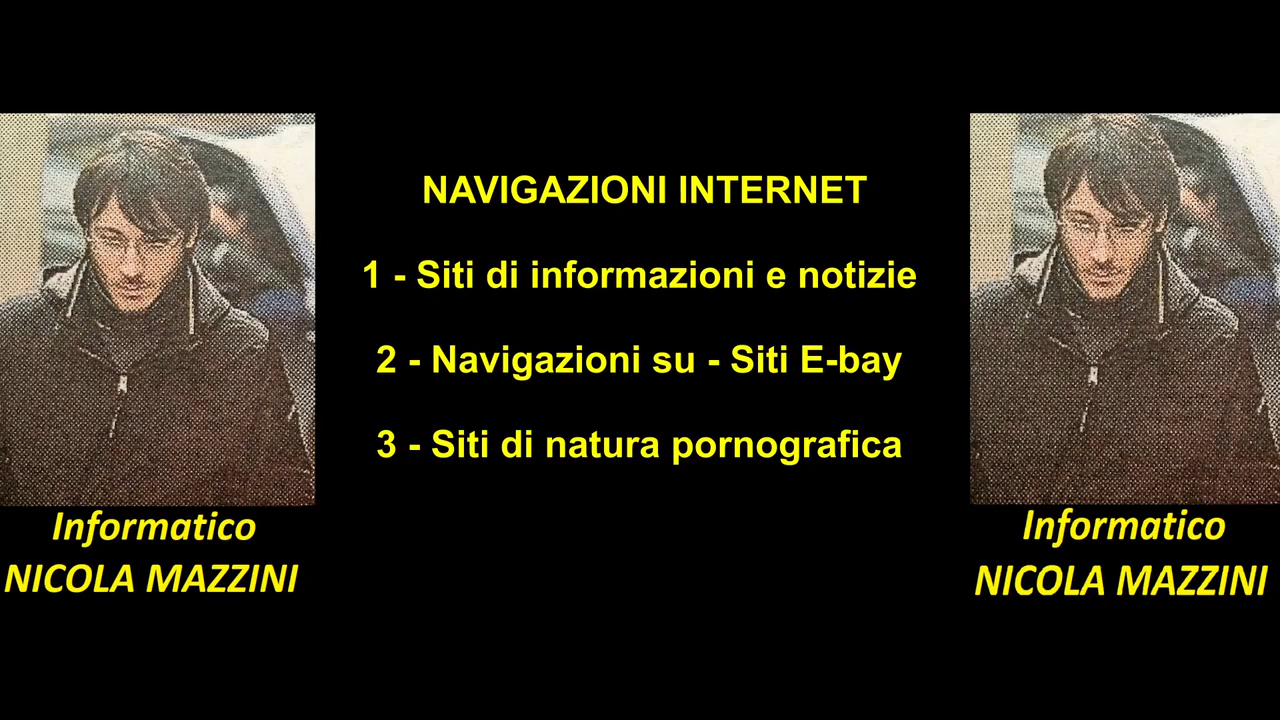 NAVIGAZIONI INTERNET
1 - Siti di informazioni e notizie
2 - Navigazioni su - Siti E-bay
3 - Siti di natura pornografica
Informatico
NICOLA MAZZINI
Informatico
NICOLA MAZZINI